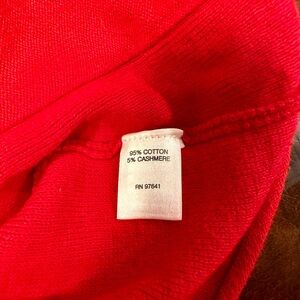 95% COTTON
5% CASHMERE
RN 97641